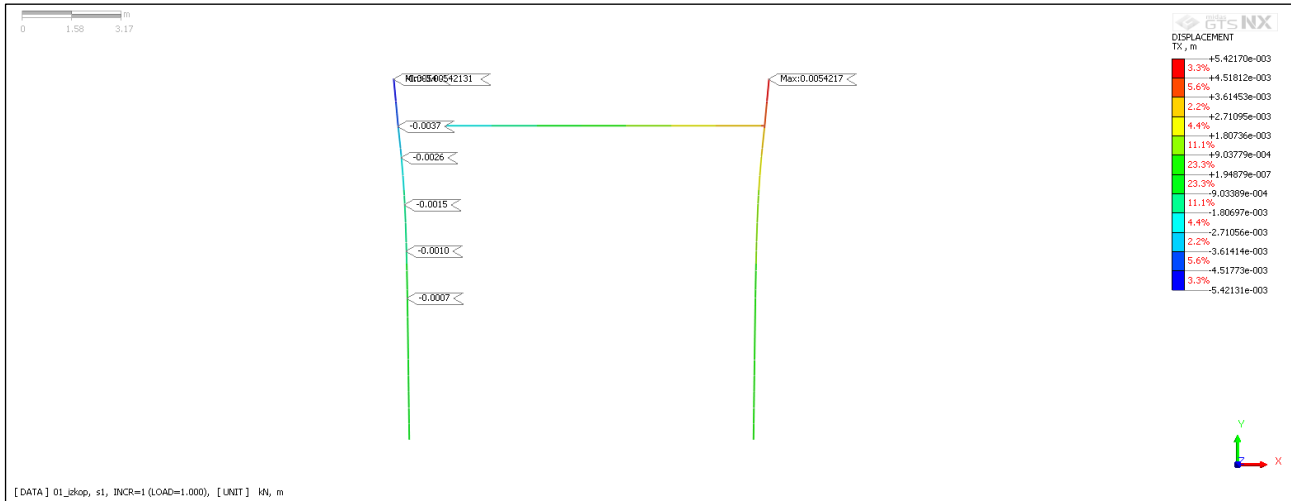 m
0 1.58 3.17
midas
GTS NX
DISPLACEMENT
TX , m
+5.42170e-003
3.3%
+4.51812e-003
5.6%
+3.61453e-003
2.2%
+2.71095e-003
4.4%
+1.80736e-003
11.1%
+9.03779e-004
23.3%
+1.94879e-007
23.3%
-9.03389e-004
11.1%
-1.80697e-003
4.4%
-2.71056e-003
2.2%
-3.61414e-003
5.6%
-4.51773e-003
3.3%
-5.42131e-003
Max:0.0054217
-0.0037
-0.0026
-0.0015
-0.0010
-0.0007
Y
Z X
[ DATA ] 01_izkop, s1, INCR=1 (LOAD=1.000), [ UNIT ] kN, m